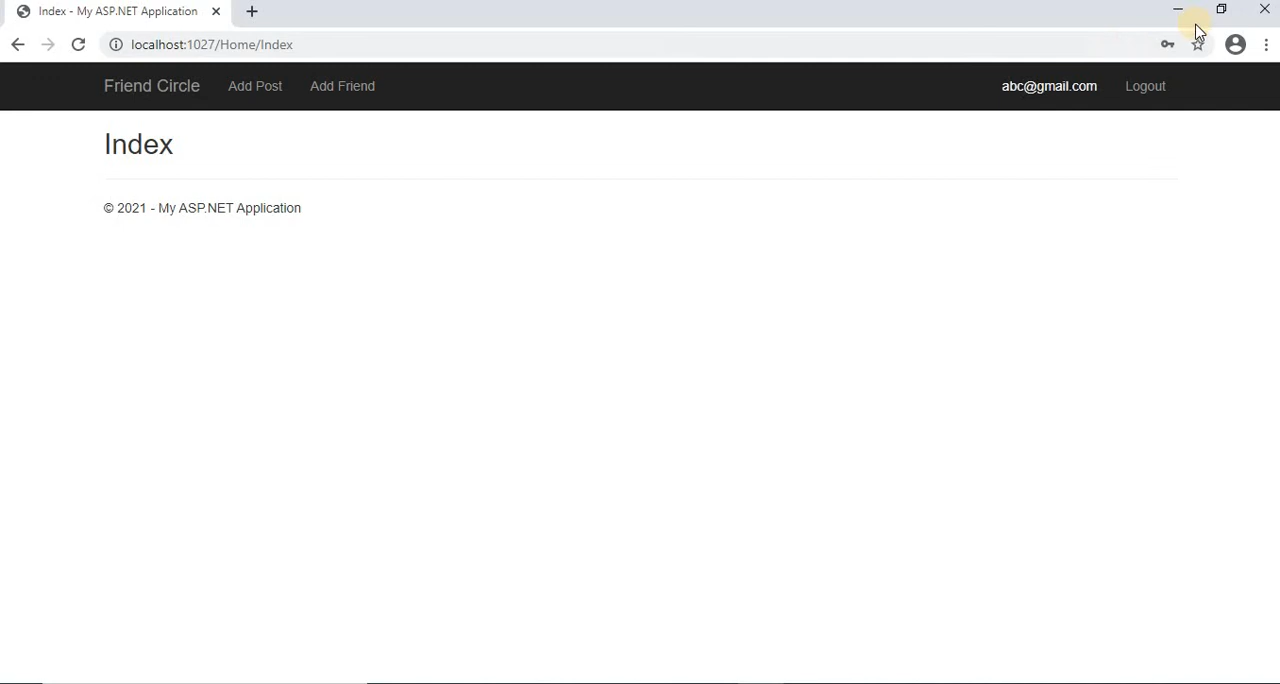 Index - My ASP.NET Application
localhost:1027/Home/Index
Friend Circle Add Post Add Friend abc@gmail.com Logout
Index
© 2021 - My ASP.NET Application